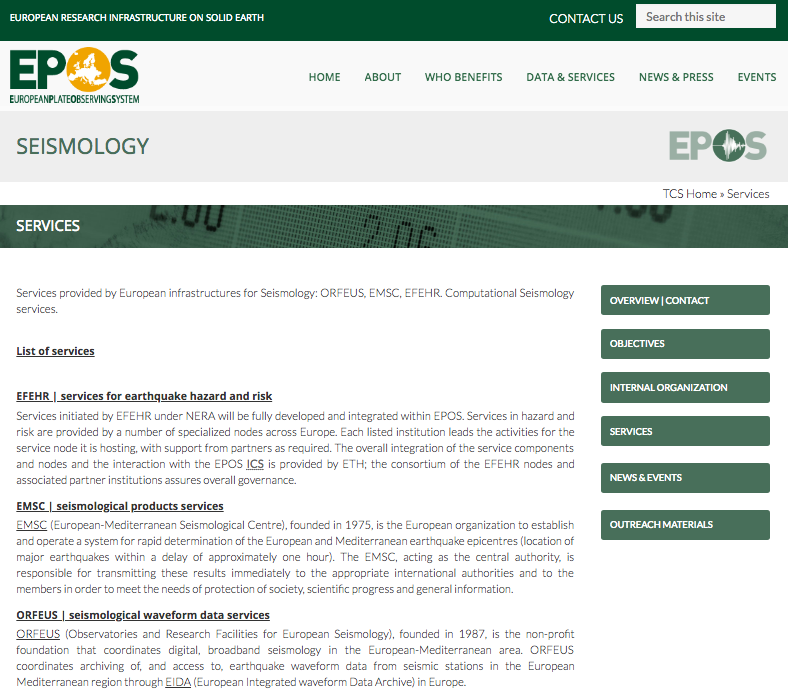 EUROPEAN RESEARCH INFRASTRUCTURE ON SOLID EARTH
CONTACT US
Search this site
EPOS
EUROPEANPLATEOBSERVINGSYSTEM
HOME
ABOUT
WHO BENEFITS
DATA & SERVICES
NEWS & PRESS
EVENTS
SEISMOLOGY
EPOS
TCS Home » Services
SERVICES
Services provided by European infrastructures for Seismology: ORFEUS, EMSC, EFEHR. Computational Seismology
services.
List of services
EFEHR | services for earthquake hazard and risk
Services initiated by EFEHR under NERA will be fully developed and integrated within EPOS. Services in hazard and
risk are provided by a number of specialized nodes across Europe. Each listed institution leads the activities for the
service node it is hosting, with support from partners as required. The overall integration of the service components
and nodes and the interaction with the EPOS ICS is provided by ETH; the consortium of the EFEHR nodes and
associated partner institutions assures overall governance.
EMSC | seismological products services
EMSC (European-Mediterranean Seismological Centre), founded in 1975, is the European organization to establish
and operate a system for rapid determination of the European and Mediterranean earthquake epicentres (location of
major earthquakes within a delay of approximately one hour). The EMSC, acting as the central authority, is
responsible for transmitting these results immediately to the appropriate international authorities and to the
members in order to meet the needs of protection of society, scientific progress and general information.
ORFEUS | seismological waveform data services
ORFEUS (Observatories and Research Facilities for European Seismology), founded in 1987, is the non-profit
foundation that coordinates digital, broadband seismology in the European-Mediterranean area. ORFEUS
coordinates archiving of, and access to, earthquake waveform data from seismic stations in the European
Mediterranean region through EIDA (European Integrated waveform Data Archive) in Europe.
OVERVIEW | CONTACT
OBJECTIVES
INTERNAL ORGANIZATION
SERVICES
NEWS & EVENTS
OUTREACH MATERIALS